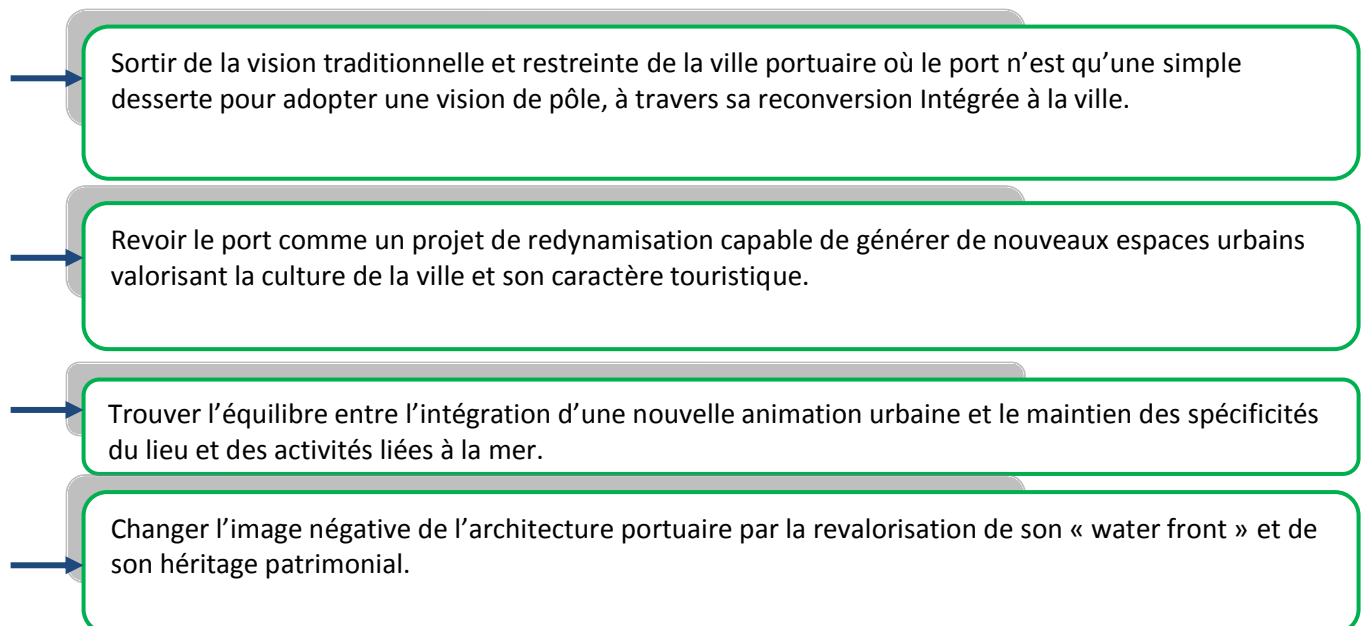 Sortir de la vision traditionnelle et restreinte de la ville portuaire où le port n’est qu’une simple
desserte pour adopter une vision de pôle, à travers sa reconversion Intégrée à la ville.
Revoir le port comme un projet de redynamisation capable de générer de nouveaux espaces urbains
valorisant la culture de la ville et son caractère touristique.
Trouver l’équilibre entre l’intégration d’une nouvelle animation urbaine et le maintien des spécificités
du lieu et des activités liées à la mer.
Changer l’image négative de l’architecture portuaire par la revalorisation de son « water front » et de
son héritage patrimonial.